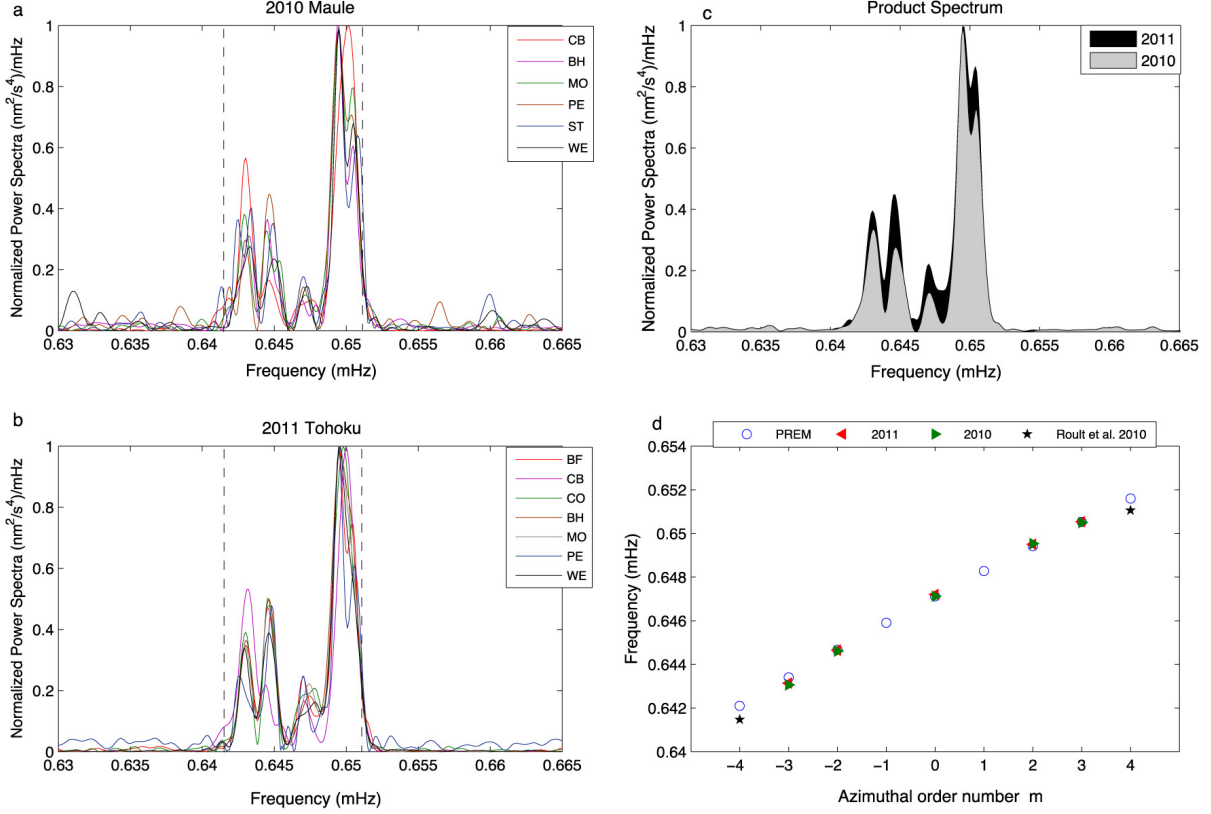 a
2010 Maule
Normalized Power Spectra (nm²/s⁴)/mHz
1
0.8
0.6
0.4
0.2
0
CB
BH
MO
PE
ST
WE
0.63 0.635 0.64 0.645 0.65 0.655 0.66 0.665
Frequency (mHz)
c
Product Spectrum
Normalized Power Spectra (nm²/s⁴)/mHz
1
0.8
0.6
0.4
0.2
0
2011
2010
0.63 0.635 0.64 0.645 0.65 0.655 0.66 0.665
Frequency (mHz)
b
2011 Tohoku
Normalized Power Spectra (nm²/s⁴)/mHz
1
0.8
0.6
0.4
0.2
0
BF
CB
CO
BH
MO
PE
WE
0.63 0.635 0.64 0.645 0.65 0.655 0.66 0.665
Frequency (mHz)
d
PREM 2011 2010 Roult et al. 2010
Frequency (mHz)
0.654
0.652
0.65
0.648
0.646
0.644
0.642
0.64
−4 −3 −2 −1 0 1 2 3 4
Azimuthal order number m